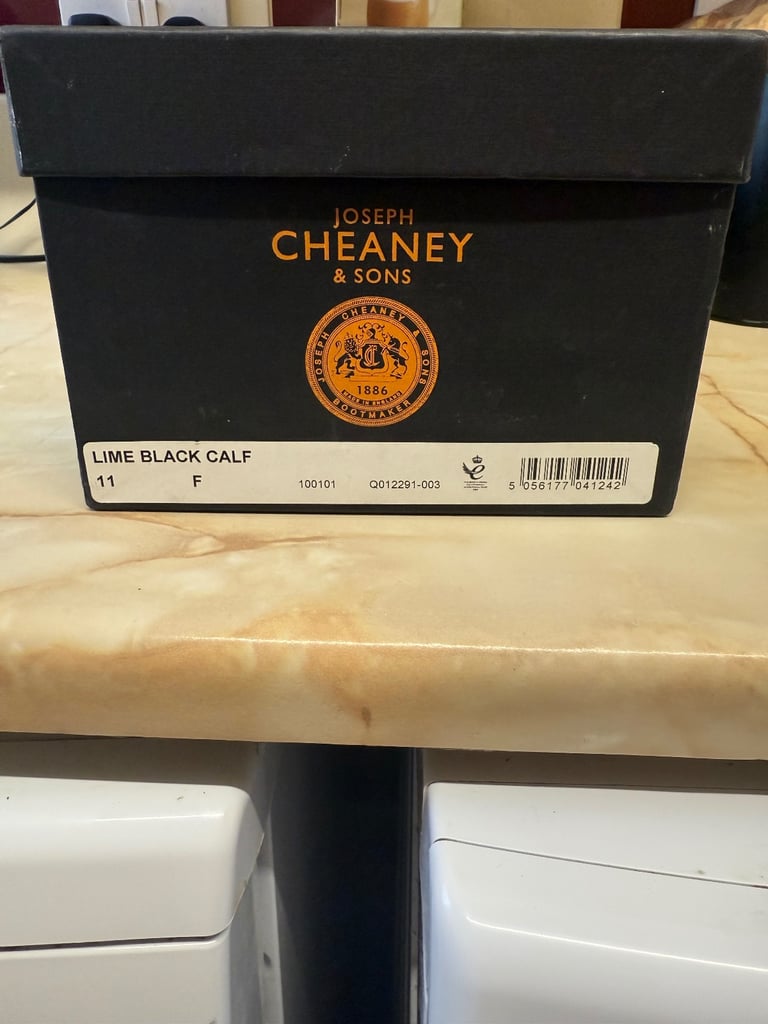 JOSEPH
CHEANEY
& SONS
JOSEPH CHEANEY & SONS
1886
MADE IN ENGLAND
BOOTMAKER
LIME BLACK CALF
11 F 100101 Q012291-003 5 056177 041242